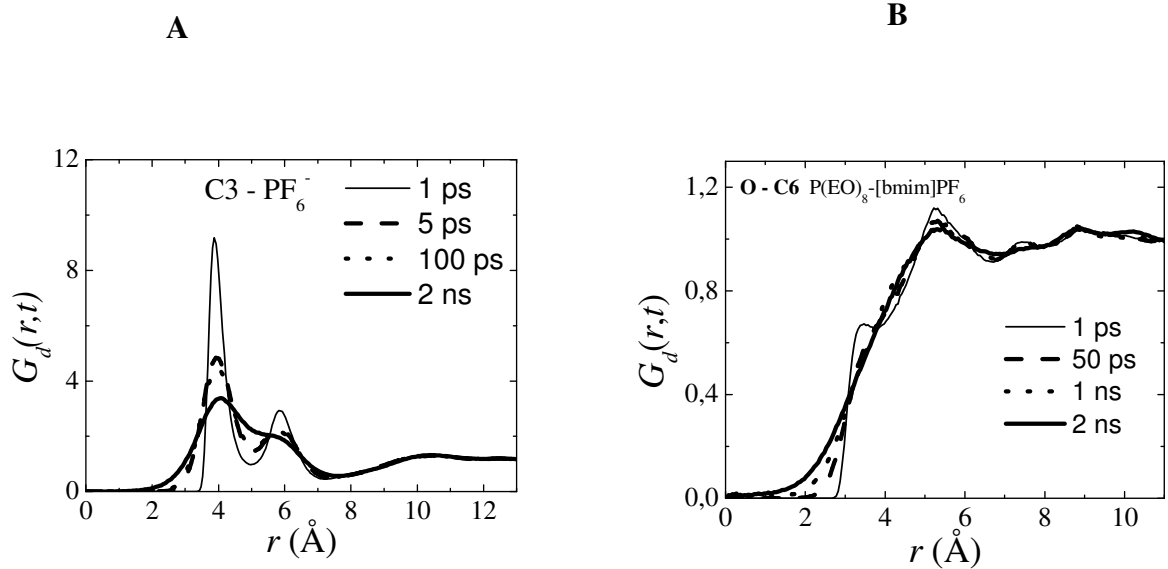 A
B
C3 - PF6-
1 ps
5 ps
100 ps
2 ns
12
8
4
0
0 2 4 6 8 10 12
Gd(r,t)
r (Å)
O - C6 P(EO)8-[bmim]PF6
1 ps
50 ps
1 ns
2 ns
1,2
0,8
0,4
0,0
0 2 4 6 8 10
Gd(r,t)
r (Å)